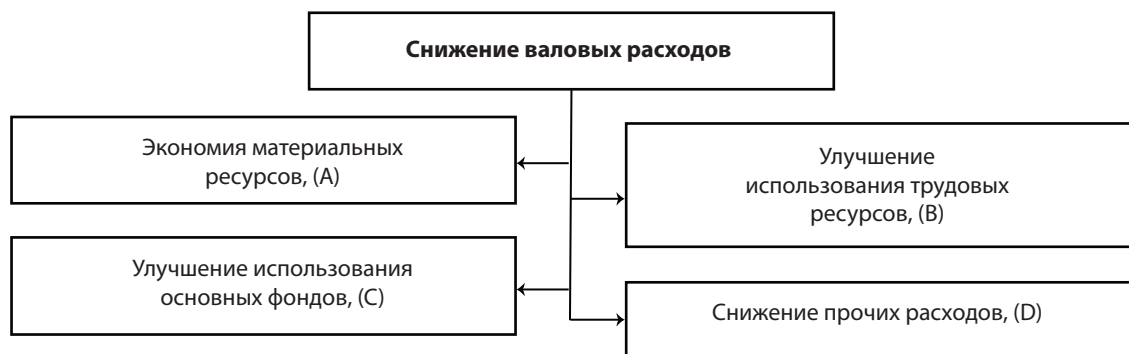 Снижение валовых расходов
Экономия материальных
ресурсов, (A)
Улучшение
использования трудовых
ресурсов, (B)
Улучшение использования
основных фондов, (C)
Снижение прочих расходов, (D)